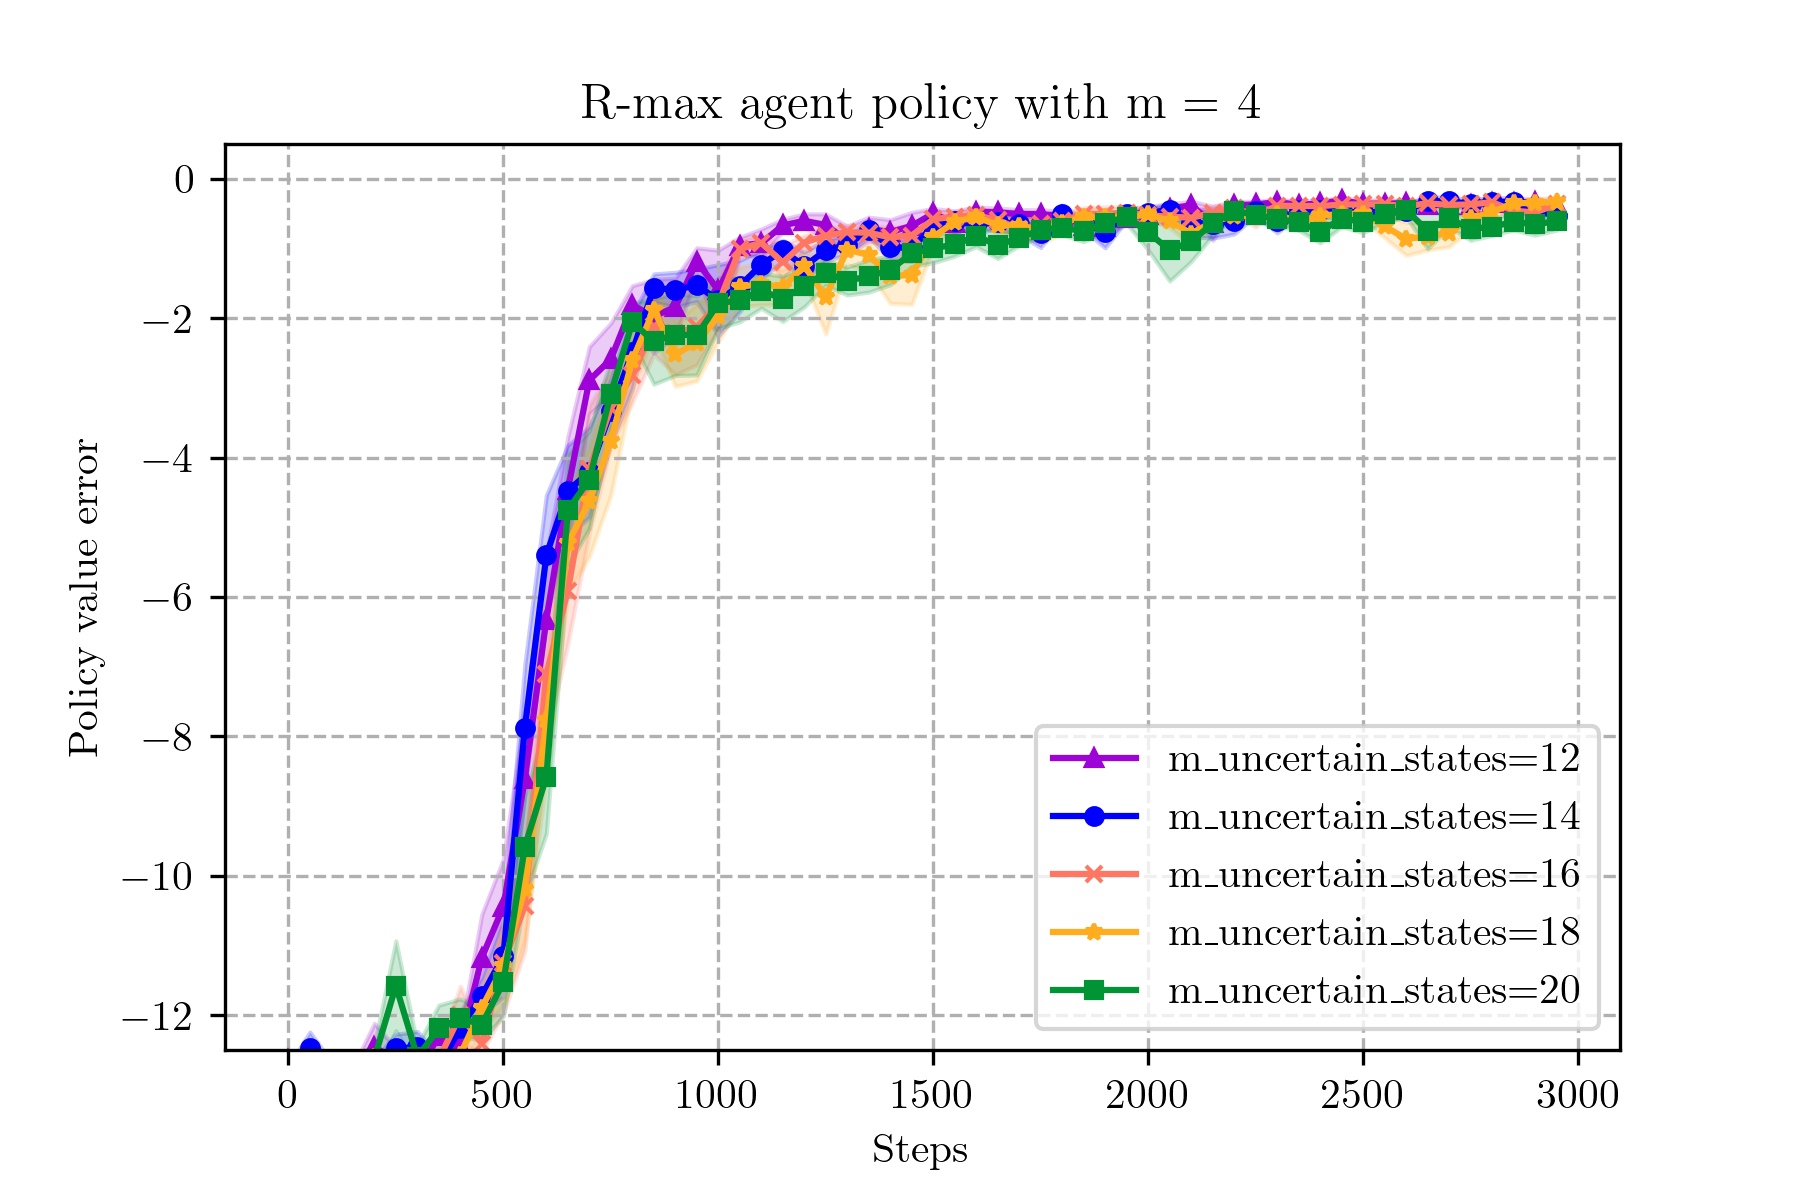 R-max agent policy with m = 4
Policy value error
0
−2
−4
−6
−8
−10
−12
m_uncertain_states=12
m_uncertain_states=14
m_uncertain_states=16
m_uncertain_states=18
m_uncertain_states=20
0 500 1000 1500 2000 2500 3000
Steps